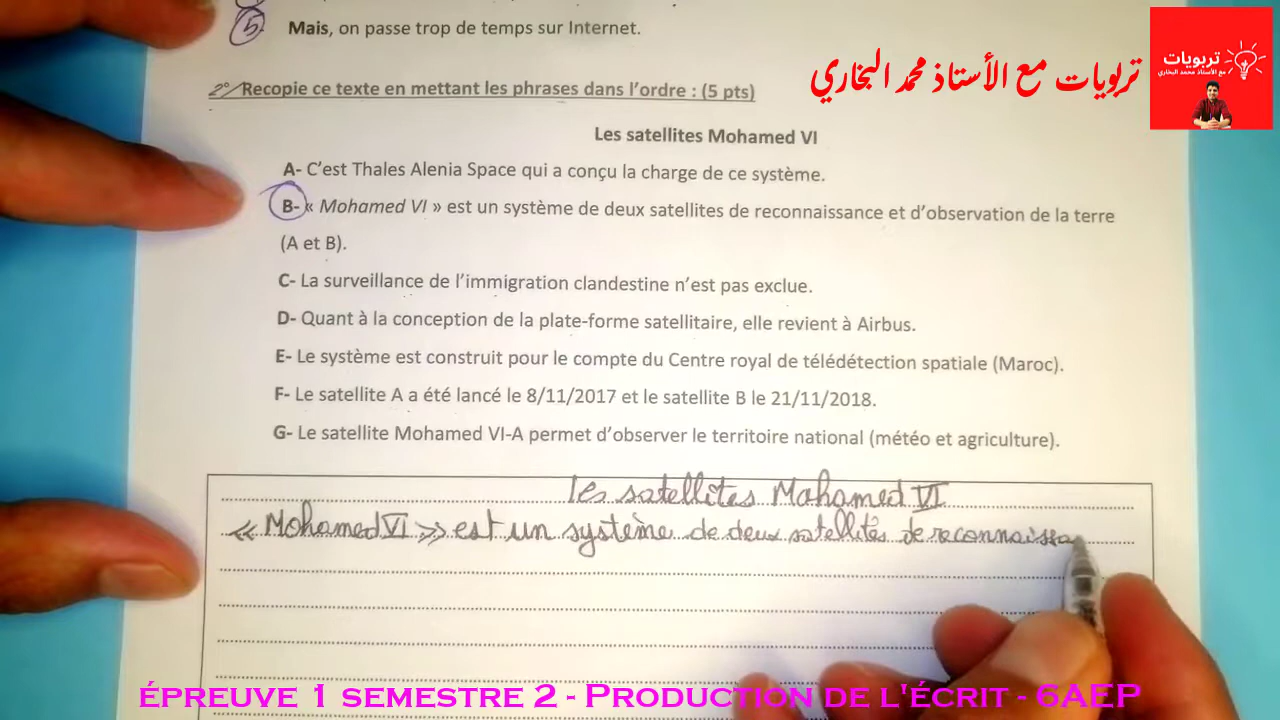 5
Mais, on passe trop de temps sur Internet.
تربويات مع الأستاذ محمد البخاري
تربويات
مع الأستاذ محمد البخاري
2°/ Recopie ce texte en mettant les phrases dans l'ordre : (5 pts)
Les satellites Mohamed VI
A- C'est Thales Alenia Space qui a conçu la charge de ce système.
B- « Mohamed VI » est un système de deux satellites de reconnaissance et d'observation de la terre
(A et B).
C- La surveillance de l'immigration clandestine n'est pas exclue.
D- Quant à la conception de la plate-forme satellitaire, elle revient à Airbus.
E- Le système est construit pour le compte du Centre royal de télédétection spatiale (Maroc).
F- Le satellite A a été lancé le 8/11/2017 et le satellite B le 21/11/2018.
G- Le satellite Mohamed VI-A permet d'observer le territoire national (météo et agriculture).
les satellites Mohamed VI
« Mohamed VI » est un système de deux satellites de reconnaissa
ÉPREUVE 1 SEMESTRE 2 - PRODUCTION DE L'ÉCRIT - 6AEP